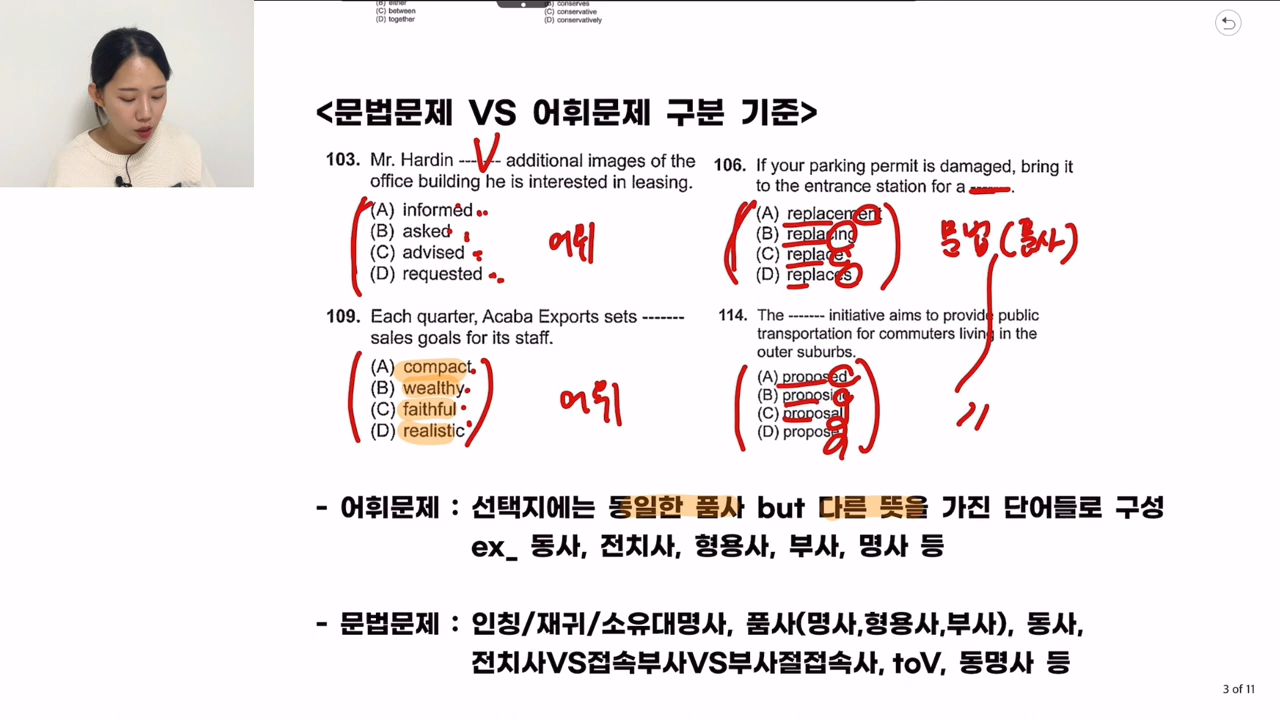 (B) either
(C) between
(D) together
(B) conserves
(C) conservative
(D) conservatively
<문법문제 VS 어휘문제 구분 기준>
103. Mr. Hardin ------- additional images of the
office building he is interested in leasing.
(A) informed
(B) asked
(C) advised
(D) requested
V
어휘
106. If your parking permit is damaged, bring it
to the entrance station for a -------.
(A) replacement
(B) replacing
(C) replace
(D) replaces
문법 (품사)
109. Each quarter, Acaba Exports sets -------
sales goals for its staff.
(A) compact
(B) wealthy
(C) faithful
(D) realistic
어휘
114. The ------- initiative aims to provide public
transportation for commuters living in the
outer suburbs.
(A) proposed
(B) proposing
(C) proposal
(D) propose
〃
- 어휘문제 : 선택지에는 동일한 품사 but 다른 뜻을 가진 단어들로 구성
ex_ 동사, 전치사, 형용사, 부사, 명사 등
- 문법문제 : 인칭/재귀/소유대명사, 품사(명사,형용사,부사), 동사,
전치사VS접속부사VS부사절접속사, toV, 동명사 등
3 of 11